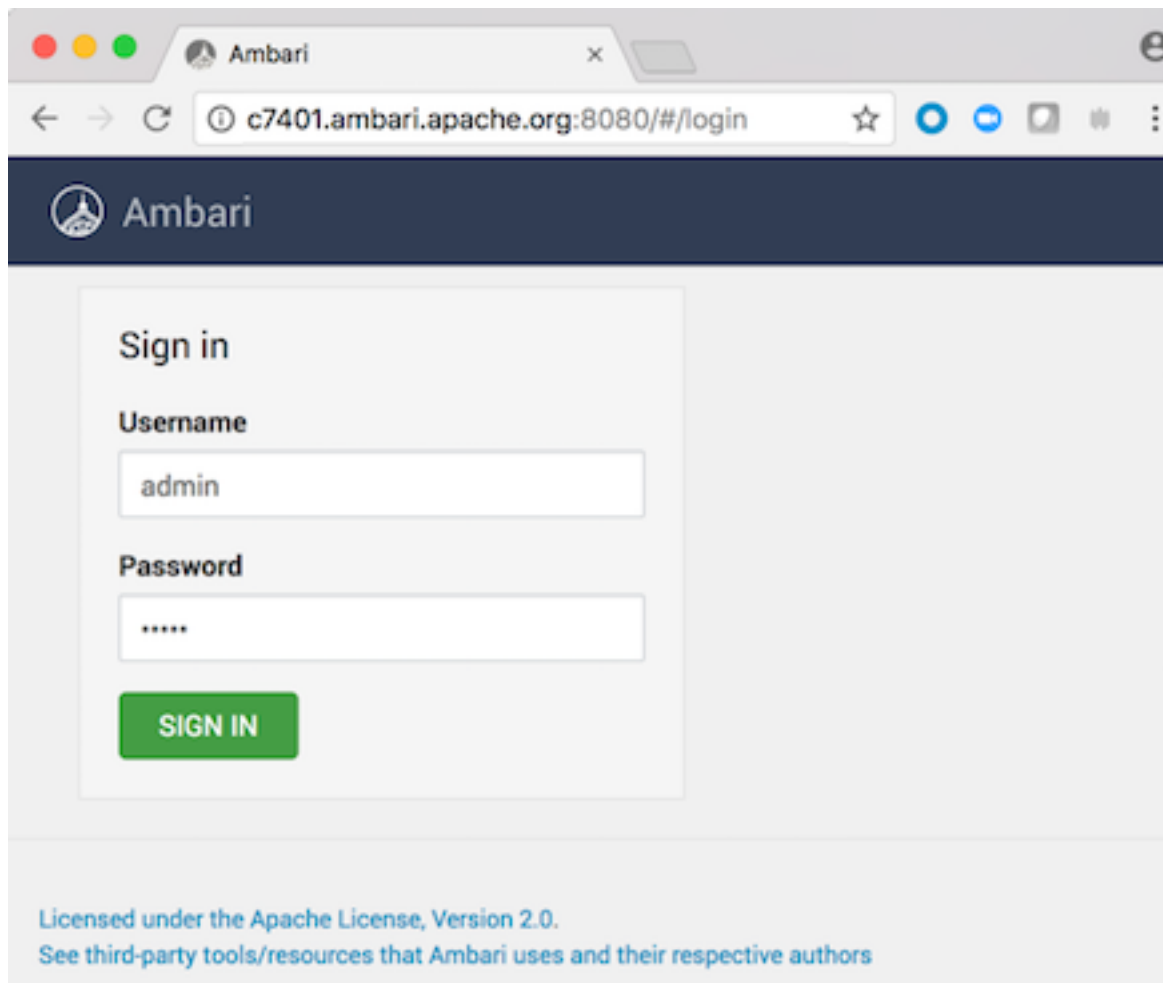 Ambari
c7401.ambari.apache.org:8080/#/login
Ambari
Sign in
Username
admin
Password
•••••
SIGN IN
Licensed under the Apache License, Version 2.0.
See third-party tools/resources that Ambari uses and their respective authors